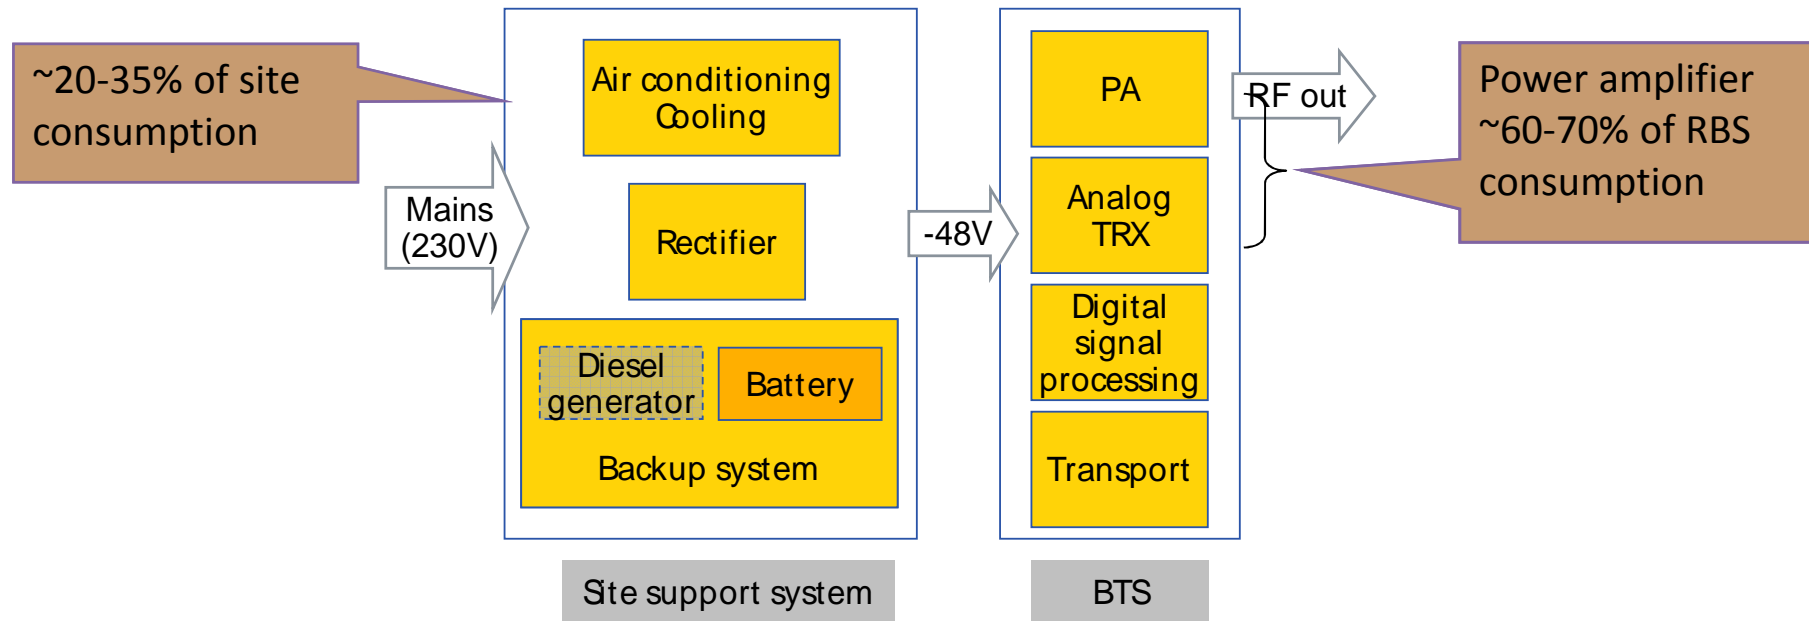 ~20-35% of site
consumption
Mains
(230V)
Air conditioning
Cooling
Rectifier
Diesel
generator
Battery
Backup system
Site support system
-48V
PA
Analog
TRX
Digital
signal
processing
Transport
BTS
RF out
Power amplifier
~60-70% of RBS
consumption